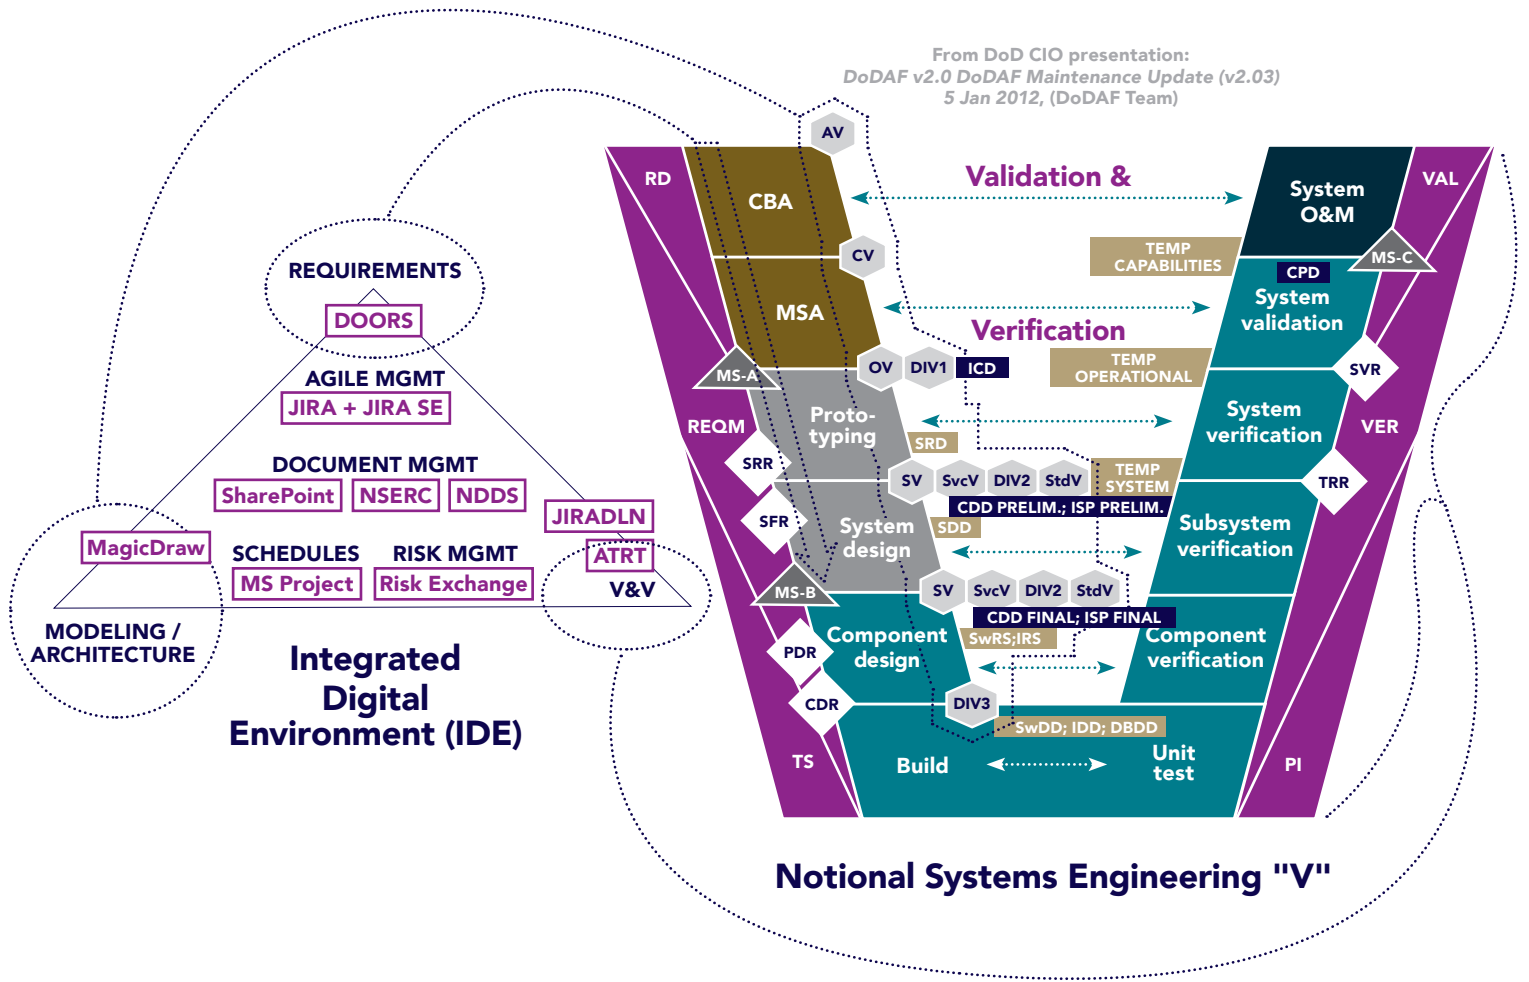 From DoD CIO presentation:
DoDAF v2.0 DoDAF Maintenance Update (v2.03)
5 Jan 2012, (DoDAF Team)
REQUIREMENTS
DOORS
AGILE MGMT
JIRA + JIRA SE
DOCUMENT MGMT
SharePoint
NSERC
NDDS
JIRADLN
MagicDraw
SCHEDULES
MS Project
RISK MGMT
Risk Exchange
ATRT
V&V
MODELING /
ARCHITECTURE
Integrated
Digital
Environment (IDE)
AV
RD
CBA
Validation &
System
O&M
VAL
CV
TEMP
CAPABILITIES
MS-C
CPD
MSA
System
validation
Verification
MS-A
OV
DIV1
ICD
TEMP
OPERATIONAL
SVR
REQM
Proto-
typing
SRD
System
verification
VER
SRR
SV
SvcV
DIV2
StdV
TEMP
SYSTEM
TRR
CDD PRELIM.; ISP PRELIM.
SFR
System
design
SDD
Subsystem
verification
MS-B
SV
SvcV
DIV2
StdV
CDD FINAL; ISP FINAL
PDR
Component
design
SwRS;IRS
Component
verification
CDR
DIV3
SwDD; IDD; DBDD
TS
Build
Unit
test
PI
Notional Systems Engineering "V"